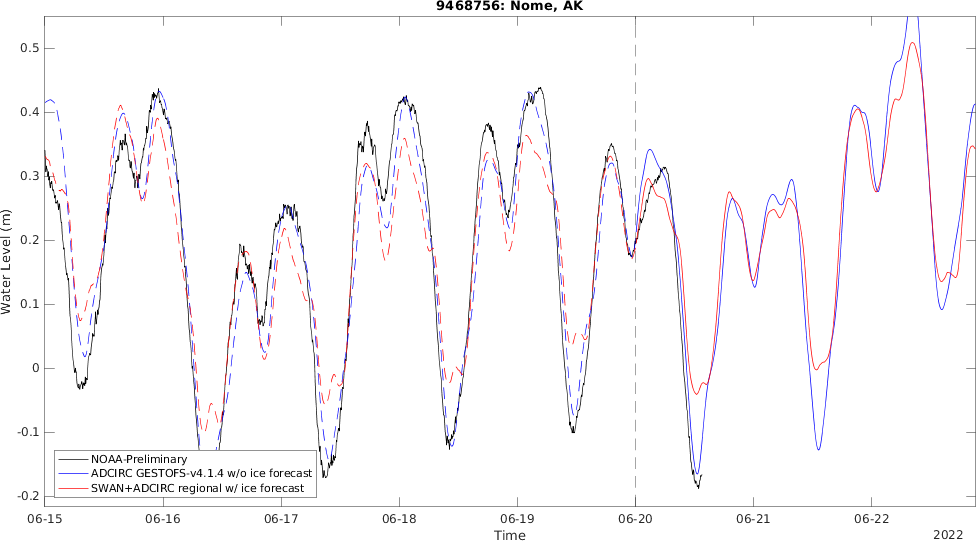 9468756: Nome, AK
Water Level (m)
0.5
0.4
0.3
0.2
0.1
0
-0.1
-0.2
NOAA-Preliminary
ADCIRC GESTOFS-v4.1.4 w/o ice forecast
SWAN+ADCIRC regional w/ ice forecast
06-15 06-16 06-17 06-18 06-19 06-20 06-21 06-22
Time
2022